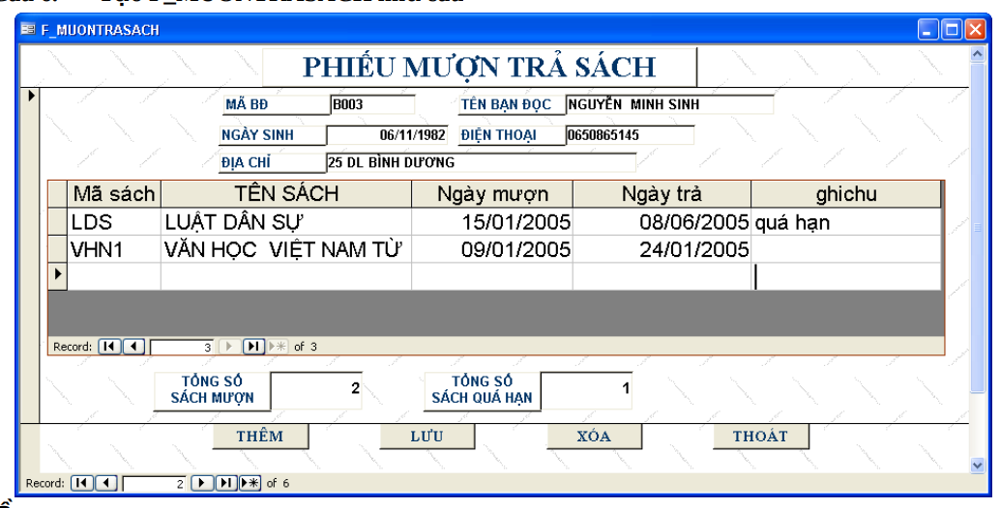 F_MUONTRASACH như sau
F_MUONTRASACH
PHIẾU MƯỢN TRẢ SÁCH
MÃ BĐ B003 TÊN BẠN ĐỌC NGUYỄN MINH SINH
NGÀY SINH 06/11/1982 ĐIỆN THOẠI 0650865145
ĐỊA CHỈ 25 DL BÌNH DƯƠNG
Mã sách TÊN SÁCH Ngày mượn Ngày trả ghichu
LDS LUẬT DÂN SỰ 15/01/2005 08/06/2005 quá hạn
VHN1 VĂN HỌC VIỆT NAM TỪ 09/01/2005 24/01/2005
Record: 3 of 3
TỔNG SỐ
SÁCH MƯỢN 2
TỔNG SỐ
SÁCH QUÁ HẠN 1
THÊM LƯU XÓA THOÁT
Record: 2 of 6